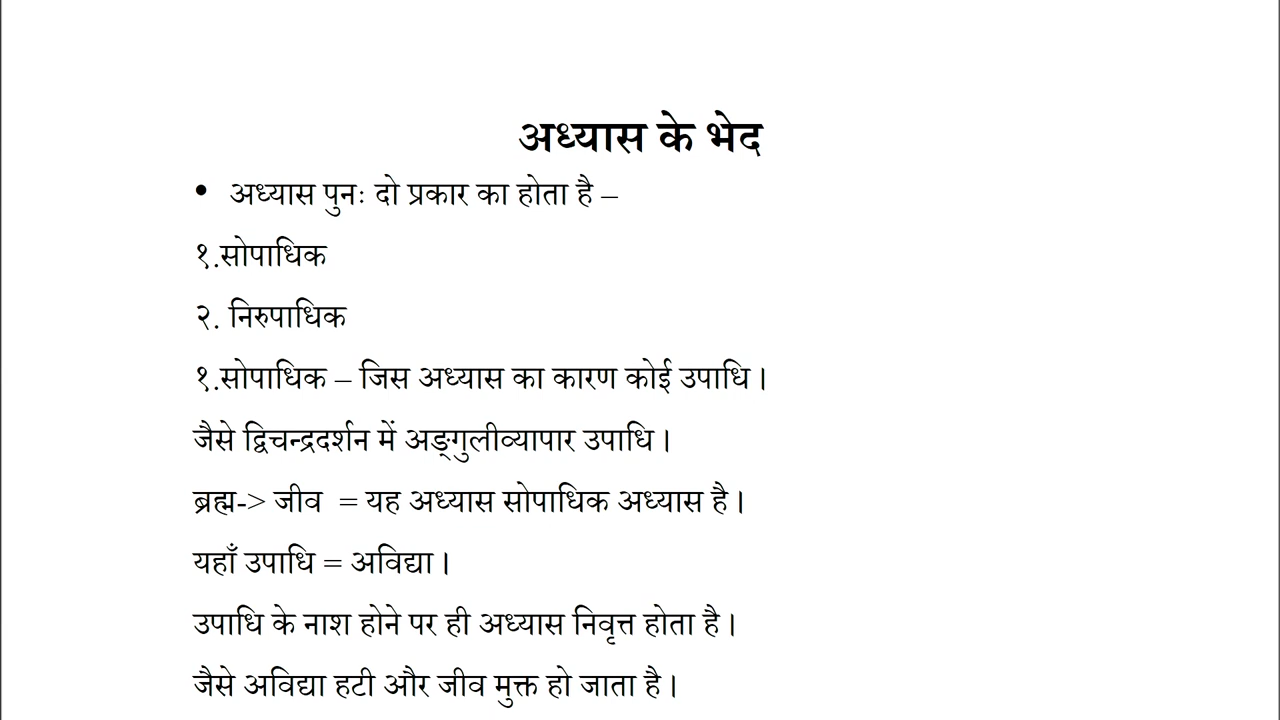 अध्यास के भेद
• अध्यास पुनः दो प्रकार का होता है –
१.सोपाधिक
२. निरुपाधिक
१.सोपाधिक – जिस अध्यास का कारण कोई उपाधि।
जैसे द्विचन्द्रदर्शन में अङ्गुलीव्यापार उपाधि।
ब्रह्म-> जीव = यह अध्यास सोपाधिक अध्यास है।
यहाँ उपाधि = अविद्या।
उपाधि के नाश होने पर ही अध्यास निवृत्त होता है।
जैसे अविद्या हटी और जीव मुक्त हो जाता है।